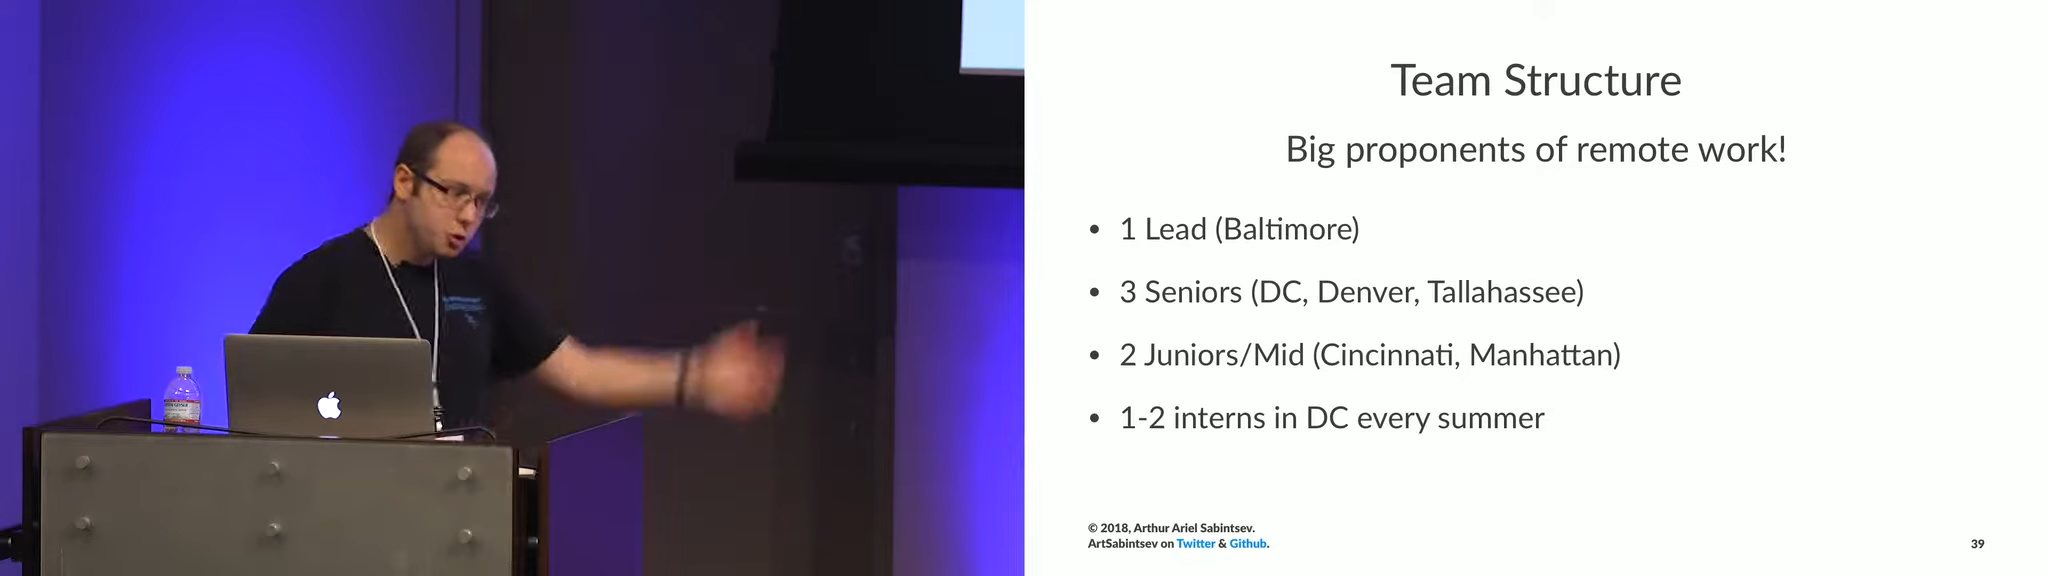 Team Structure
Big proponents of remote work!
• 1 Lead (Baltimore)
• 3 Seniors (DC, Denver, Tallahassee)
• 2 Juniors/Mid (Cincinnati, Manhattan)
• 1-2 interns in DC every summer
© 2018, Arthur Ariel Sabintsev.
ArtSabintsev on Twitter & Github.
39